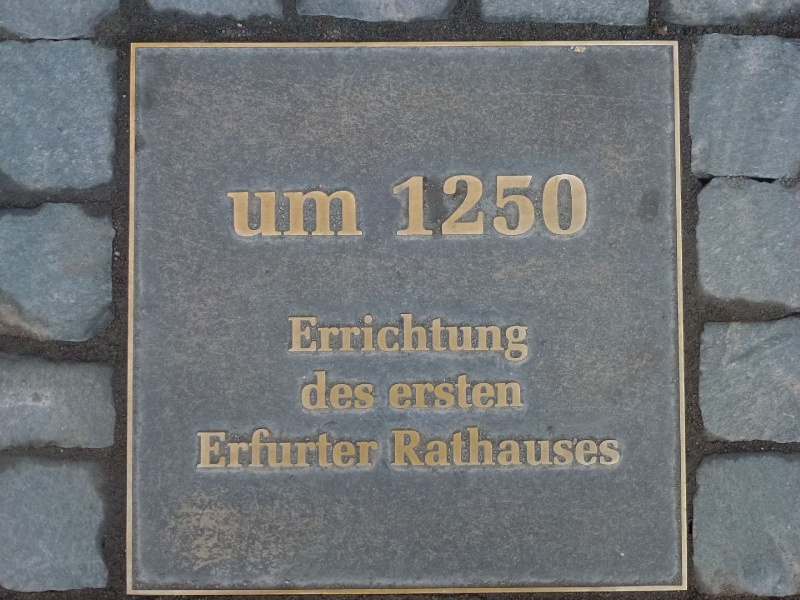 um 1250
Errichtung
des ersten
Erfurter Rathauses